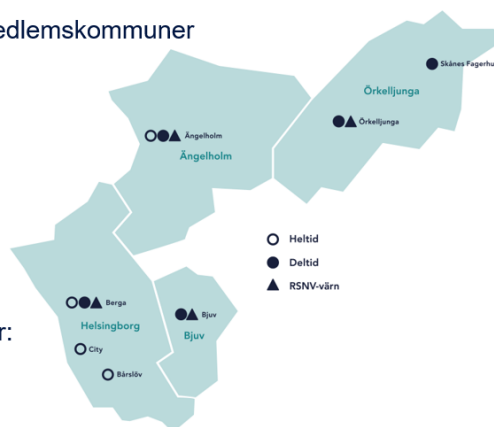 edlemskommuner
Skånes Fagerhu
Örkelljunga
Örkelljunga
Ängelholm
Ängelholm
Heltid
Deltid
RSNV-värn
Berga
Helsingborg
Bjuv
Bjuv
r:
City
Bårslöv